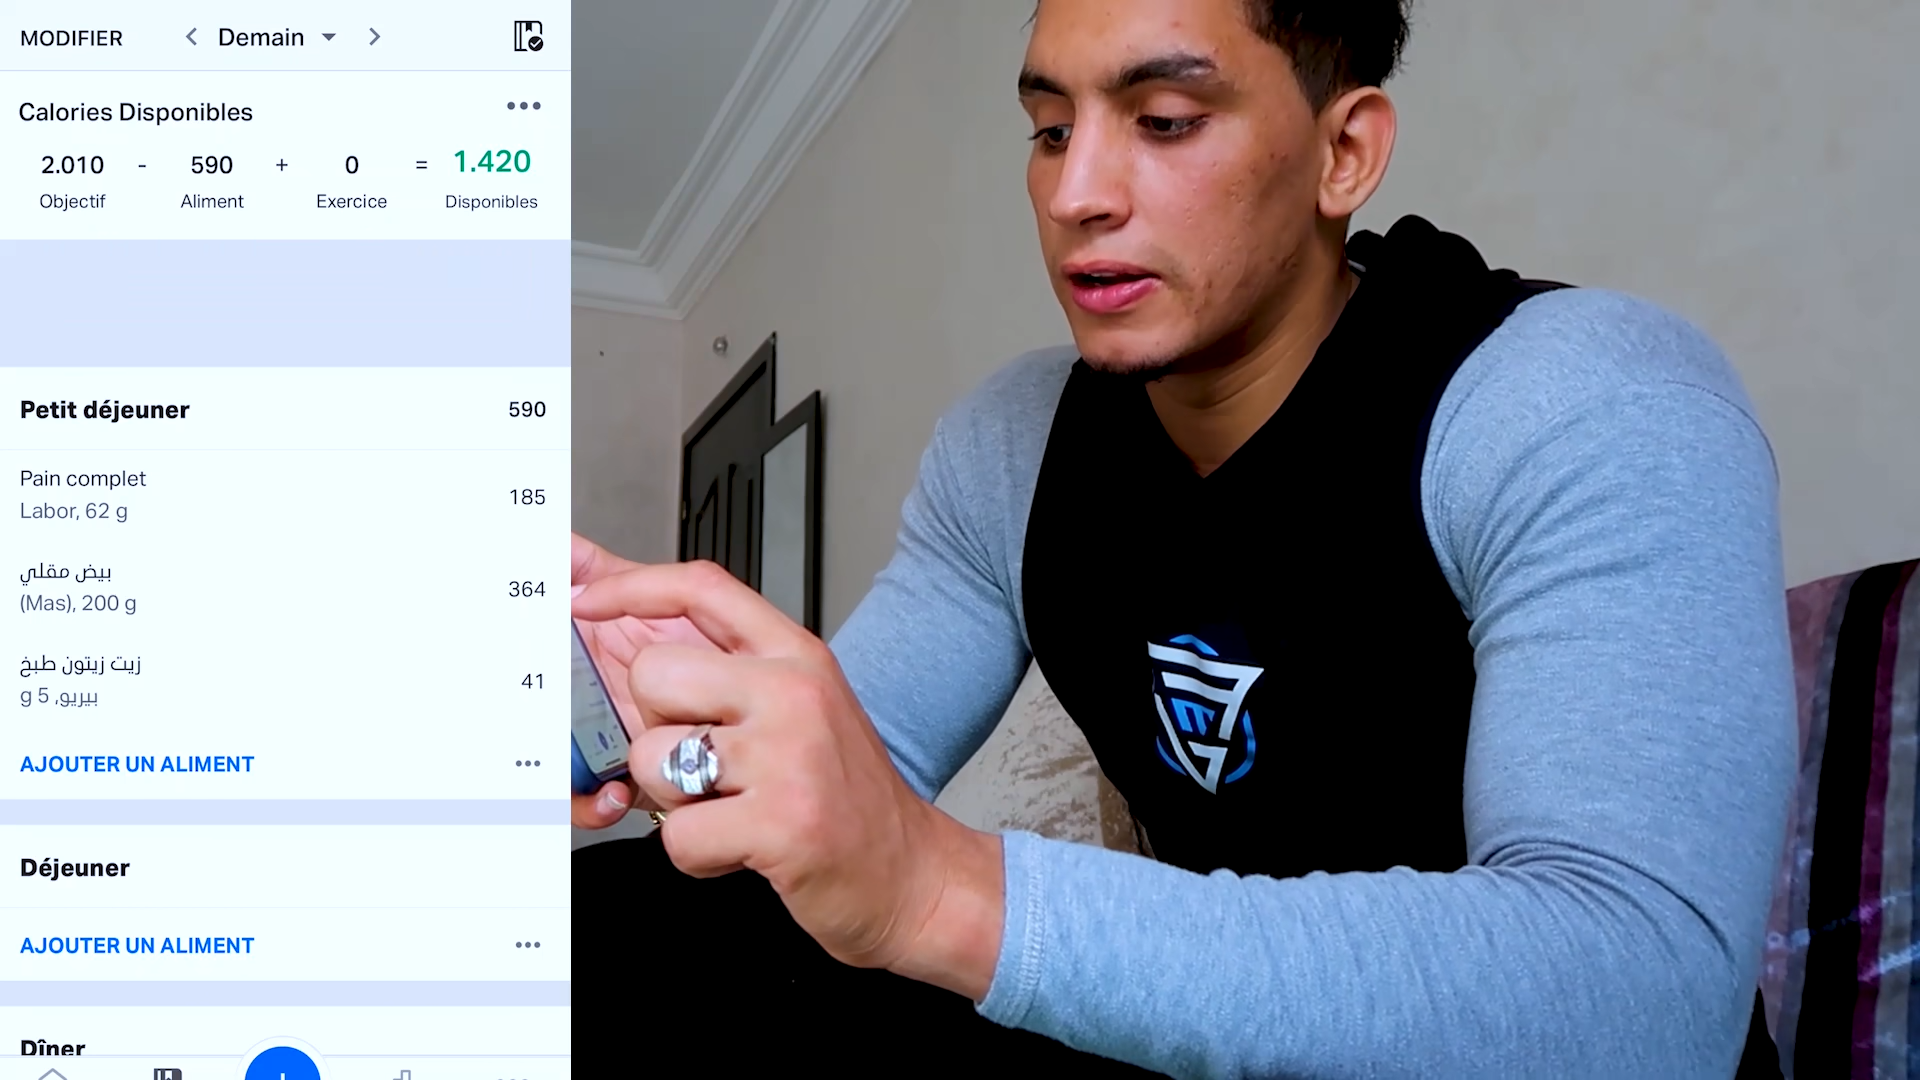 MODIFIER
Demain
Calories Disponibles
2.010 - 590 + 0 = 1.420
Objectif Aliment Exercice Disponibles
Petit déjeuner 590
Pain complet
Labor, 62 g
185
بيض مقلي
(Mas), 200 g
364
زيت زيتون طبخ
بيريو, 5 g
41
AJOUTER UN ALIMENT
Déjeuner
AJOUTER UN ALIMENT
Dîner